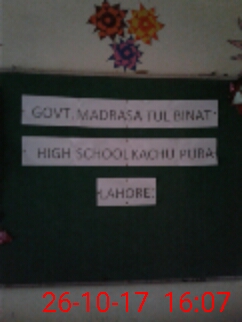 GOVT. MADRASA TUL BINAT
HIGH SCHOOL KACHU PURA
LAHORE
26-10-17 16:07